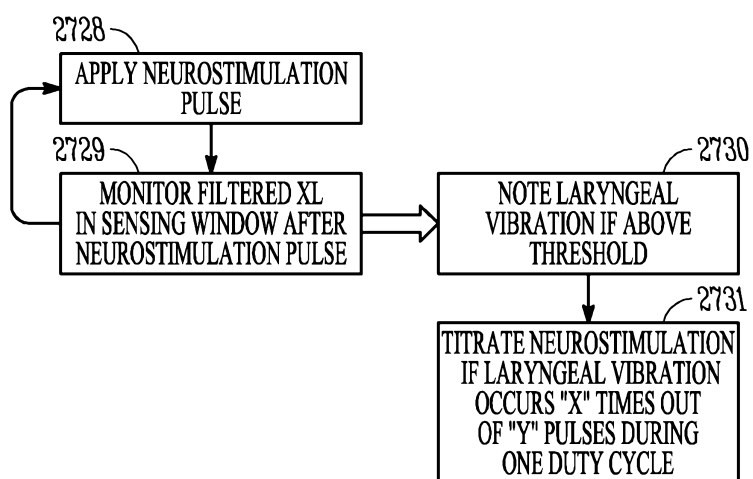 2728
APPLY NEUROSTIMULATION
PULSE
2729
MONITOR FILTERED XL
IN SENSING WINDOW AFTER
NEUROSTIMULATION PULSE
2730
NOTE LARYNGEAL
VIBRATION IF ABOVE
THRESHOLD
2731
TITRATE NEUROSTIMULATION
IF LARYNGEAL VIBRATION
OCCURS "X" TIMES OUT
OF "Y" PULSES DURING
ONE DUTY CYCLE